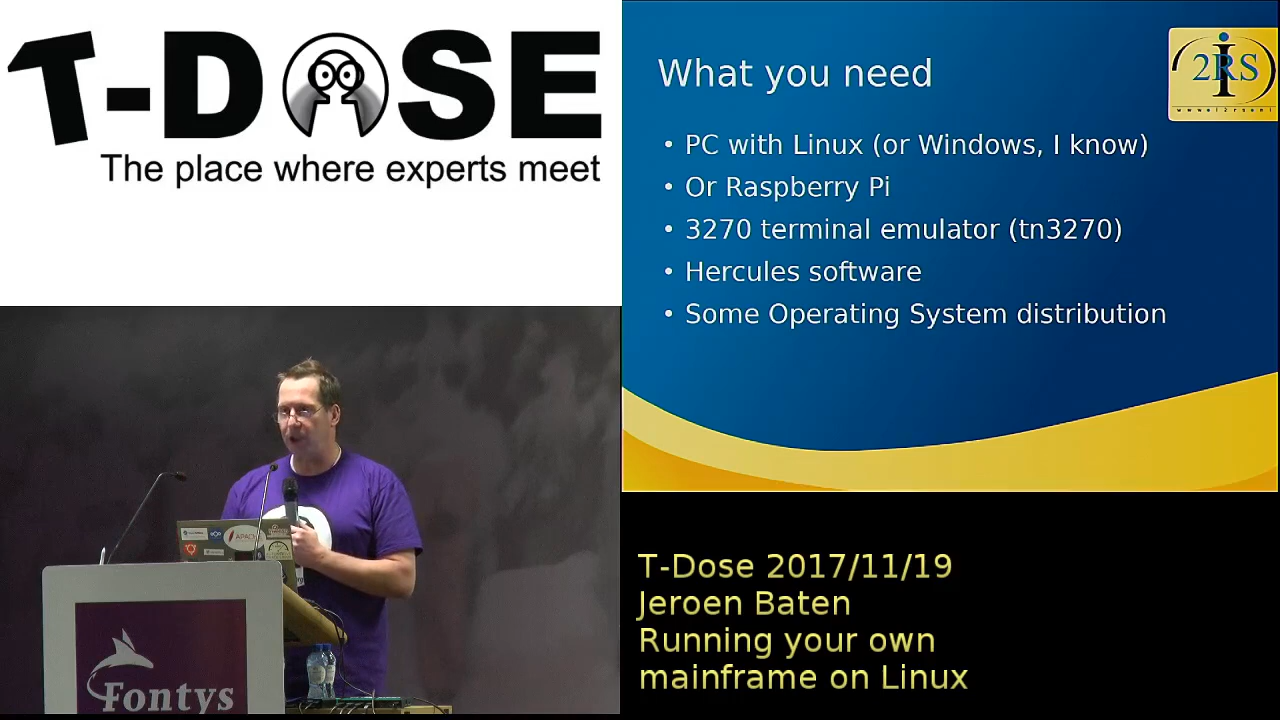 T-DOSE
The place where experts meet
What you need
i
2RS
• PC with Linux (or Windows, I know)
• Or Raspberry Pi
• 3270 terminal emulator (tn3270)
• Hercules software
• Some Operating System distribution
APAC
Fontys
T-Dose 2017/11/19
Jeroen Baten
Running your own
mainframe on Linux